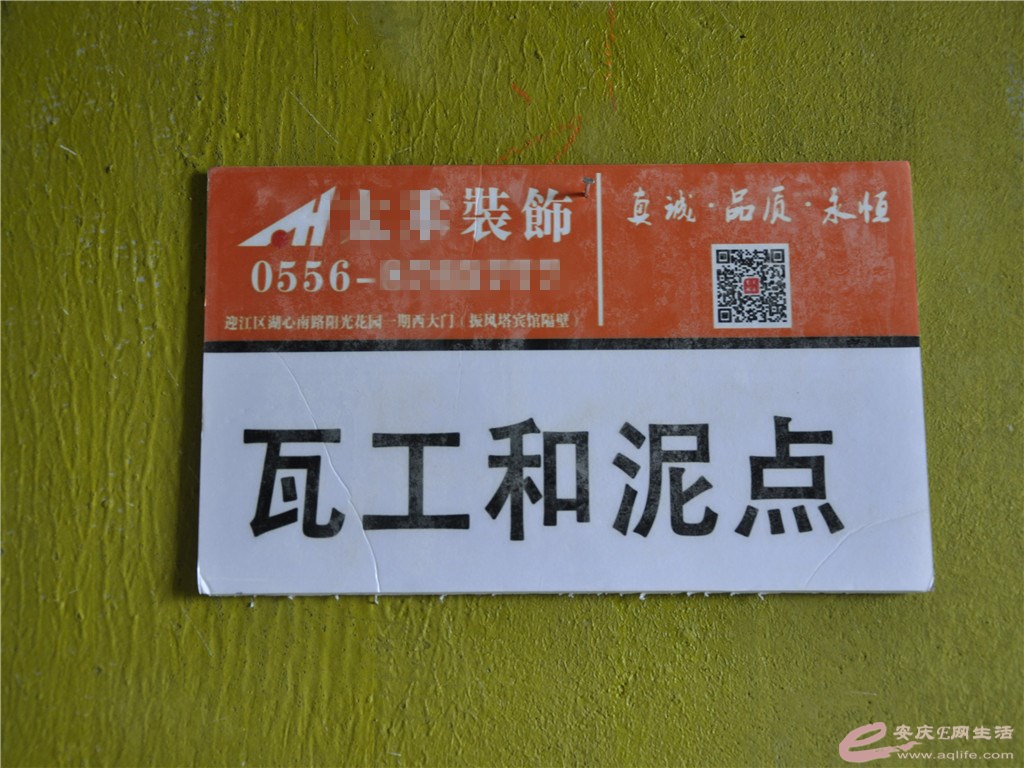 裝飾
真诚·品质·永恒
0556-
迎江区湖心南路阳光花园一期西大门(振风塔宾馆隔壁)
瓦工和泥点
安庆E网生活
www.aqlife.com